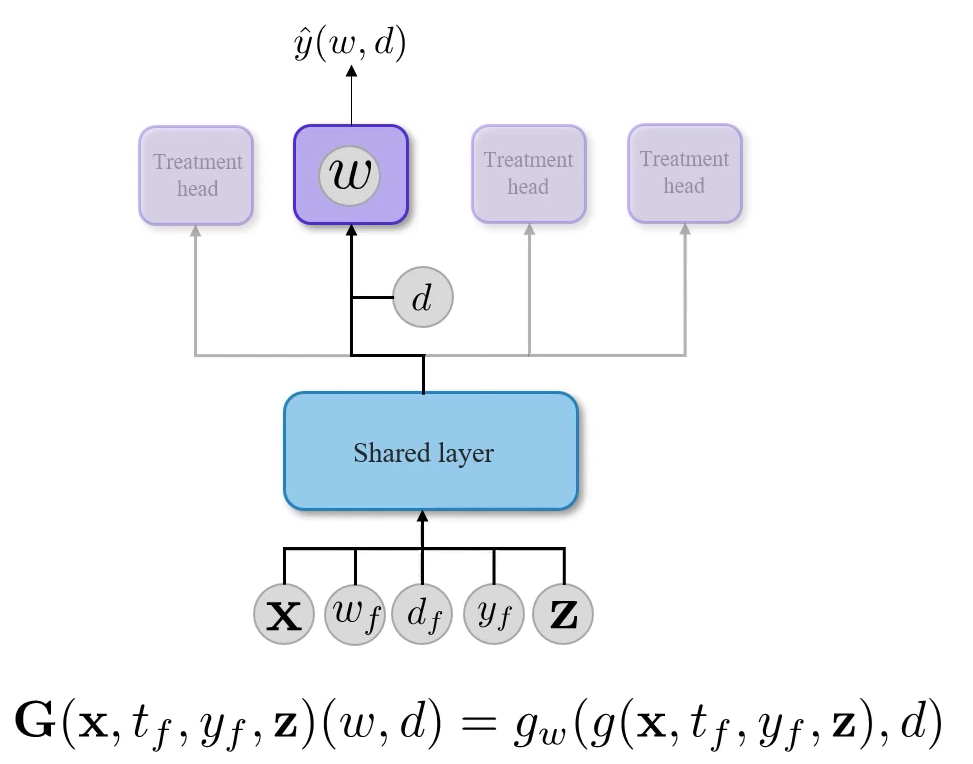 ŷ(w, d)
Treatment head
w
Treatment head
Treatment head
d
Shared layer
x w_f d_f y_f z
G(x, t_f, y_f, z)(w, d) = g_w(g(x, t_f, y_f, z), d)